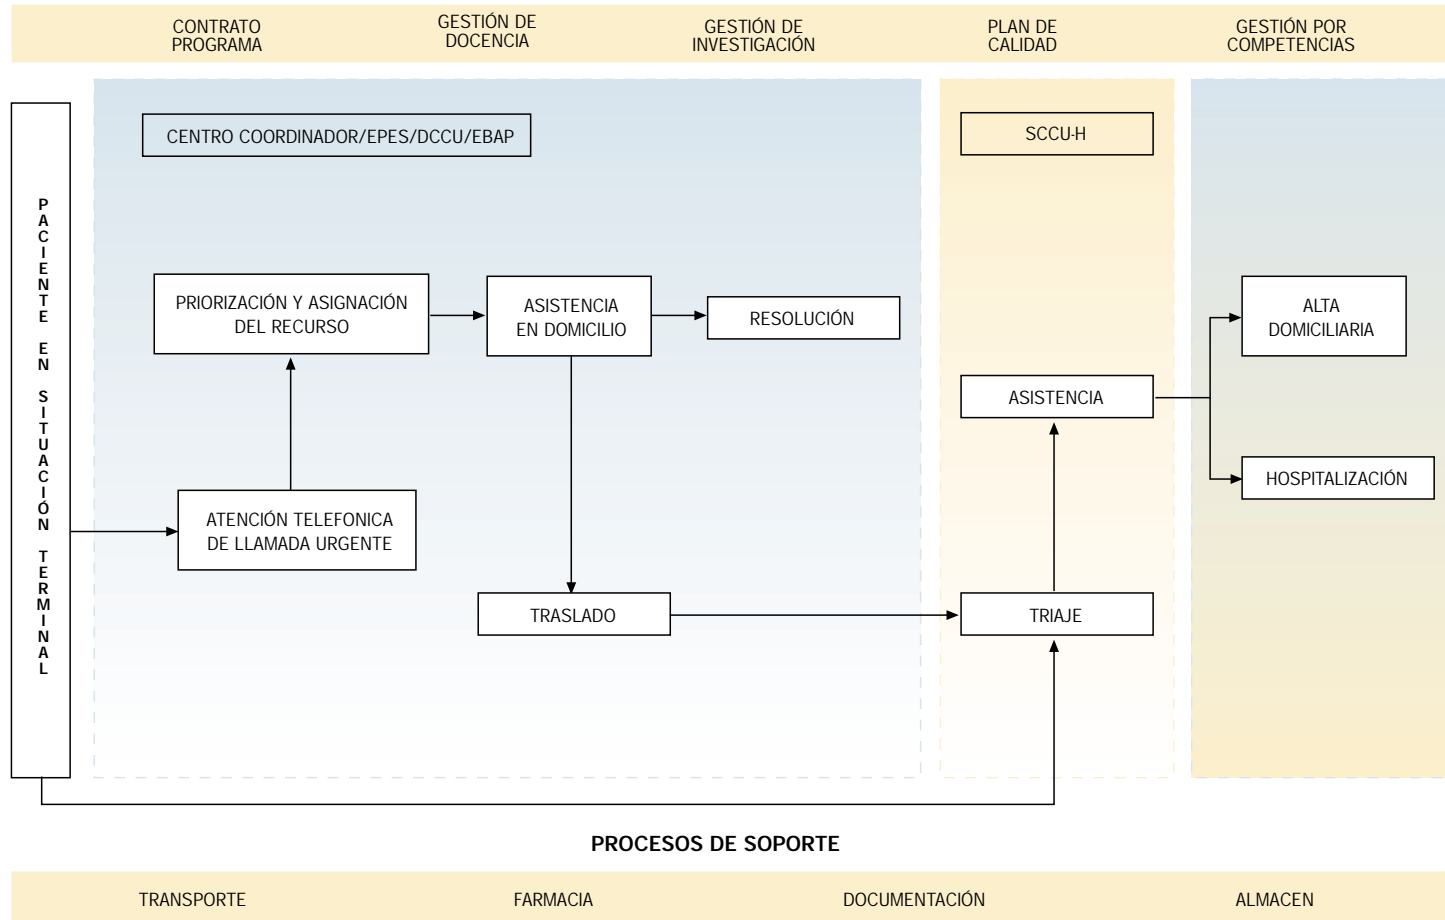 CONTRATO
PROGRAMA
GESTIÓN DE
DOCENCIA
GESTIÓN DE
INVESTIGACIÓN
PLAN DE
CALIDAD
GESTIÓN POR
COMPETENCIAS
PACIENTE EN SITUACIÓN TERMINAL
CENTRO COORDINADOR/EPES/DCCU/EBAP
SCCU-H
PRIORIZACIÓN Y ASIGNACIÓN
DEL RECURSO
ASISTENCIA
EN DOMICILIO
RESOLUCIÓN
ALTA
DOMICILIARIA
ASISTENCIA
HOSPITALIZACIÓN
ATENCIÓN TELEFONICA
DE LLAMADA URGENTE
TRASLADO
TRIAJE
PROCESOS DE SOPORTE
TRANSPORTE
FARMACIA
DOCUMENTACIÓN
ALMACEN